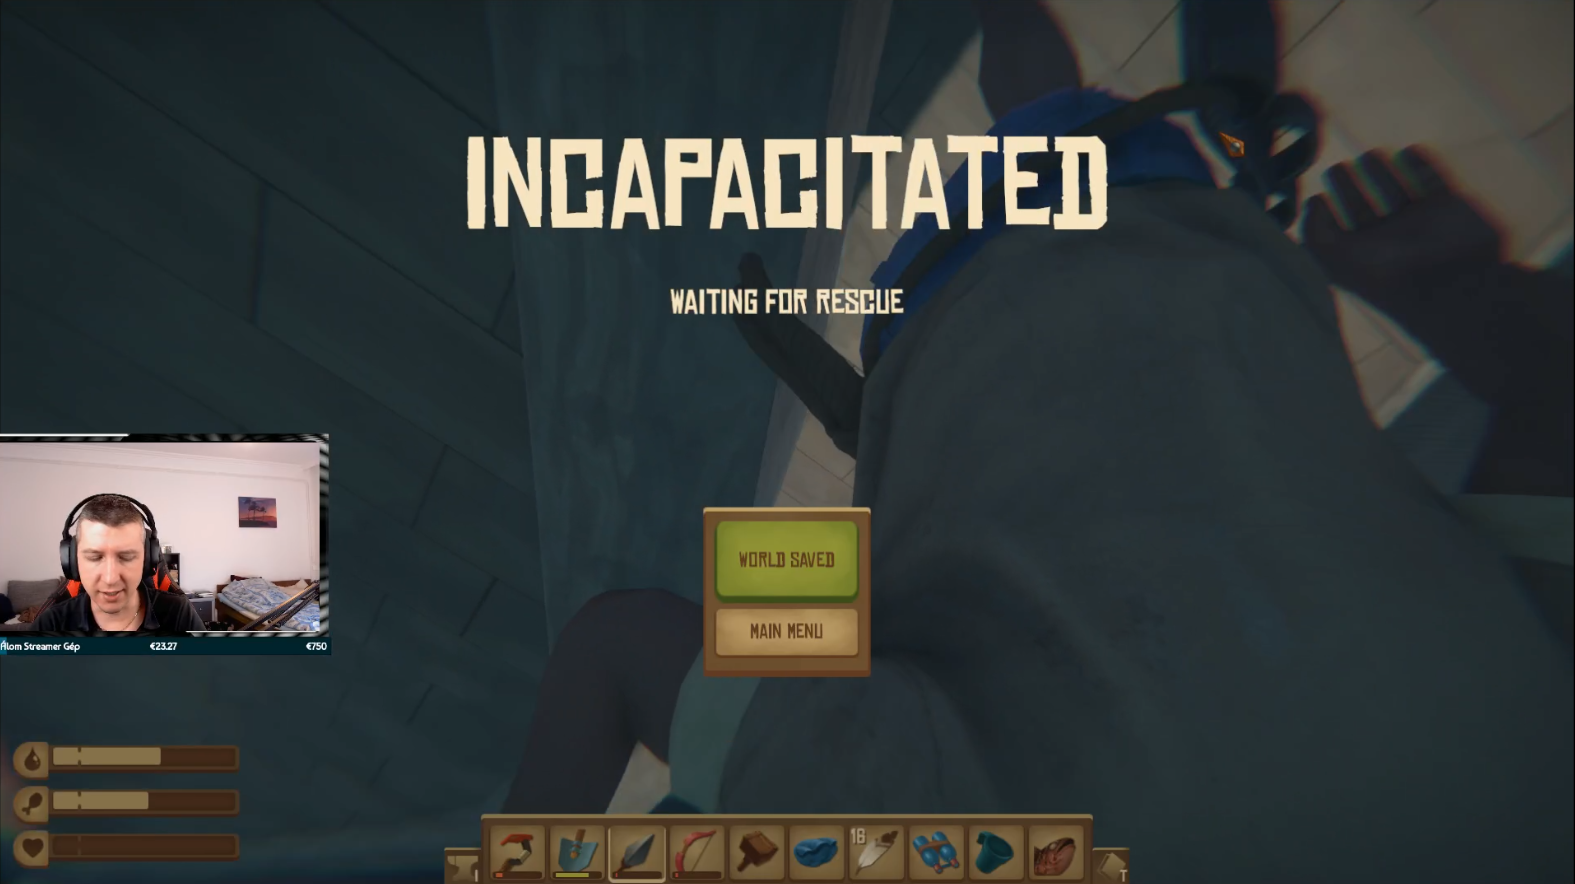 INCAPACITATED
WAITING FOR RESCUE
WORLD SAVED
MAIN MENU
Álom Streamer Gép €23.27 €750
16
I
T